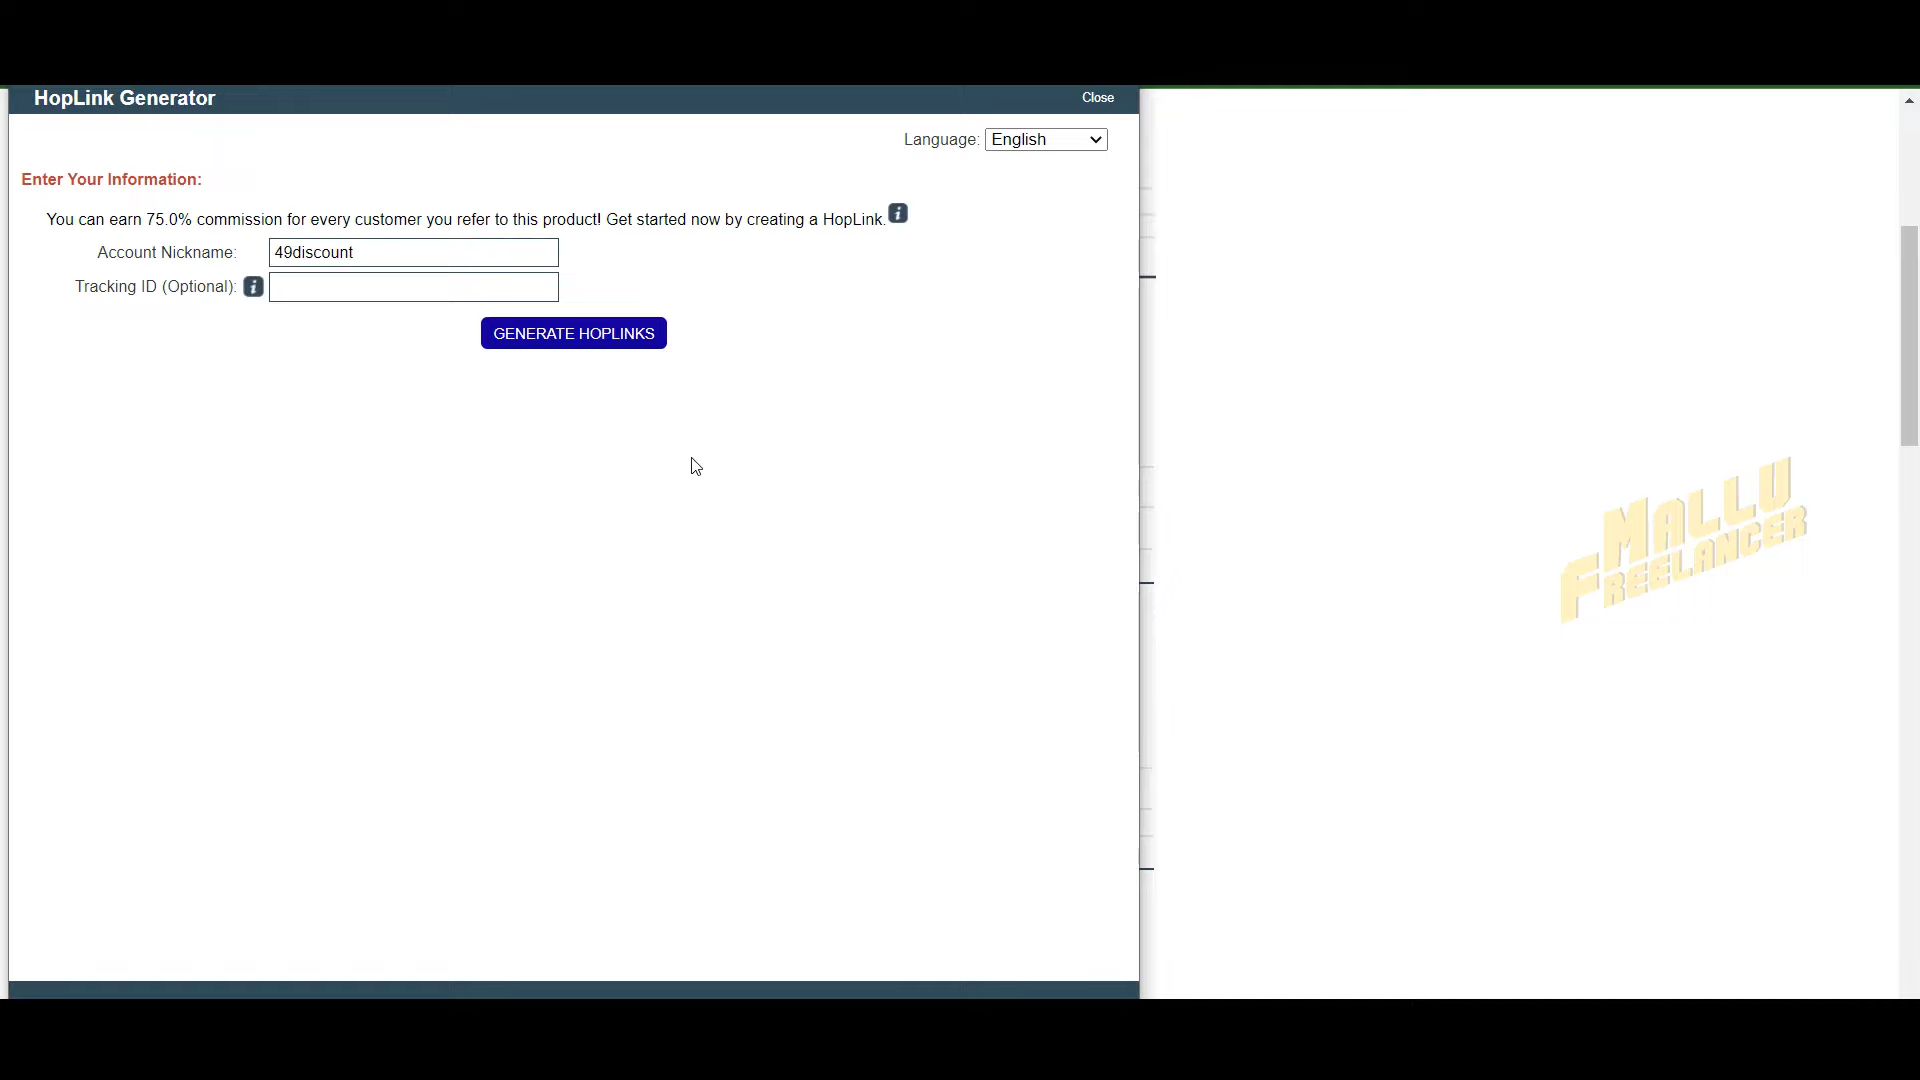 HopLink Generator
Close
Language: English
Enter Your Information:
You can earn 75.0% commission for every customer you refer to this product! Get started now by creating a HopLink. i
Account Nickname: 49discount
Tracking ID (Optional): i
GENERATE HOPLINKS
MALLU
FREELANCER